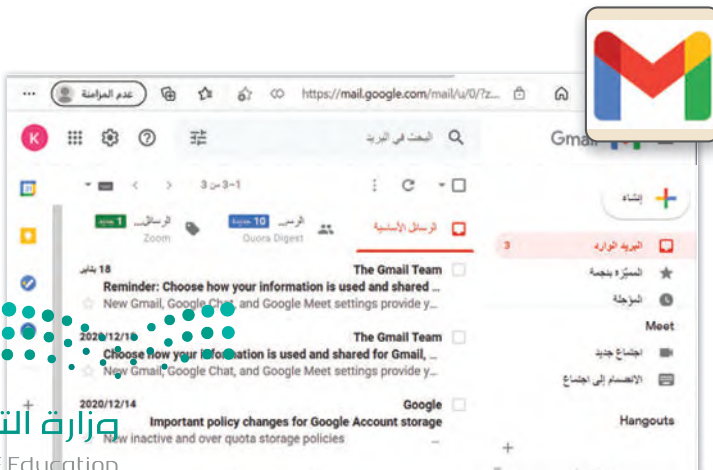 عدم المزامنة
https://mail.google.com/mail/u/0/?z...
K
البحث في البريد
Gmail
1–3 من 3
إنشاء
الرسائل الأساسية
الرسـ... 10 جديدة
Quora Digest
الرسائل... 1 جديد
Zoom
البريد الوارد
3
المميّزة بنجمة
المؤجلة
Meet
اجتماع جديد
الانضمام إلى اجتماع
Hangouts
The Gmail Team
18 يناير
Reminder: Choose how your information is used and shared ...
New Gmail, Google Chat, and Google Meet settings provide y...
The Gmail Team
2020/12/18
Choose how your information is used and shared for Gmail, ...
New Gmail, Google Chat, and Google Meet settings provide y...
Google
2020/12/14
Important policy changes for Google Account storage
New inactive and over quota storage policies
...
وزارة الت
Education